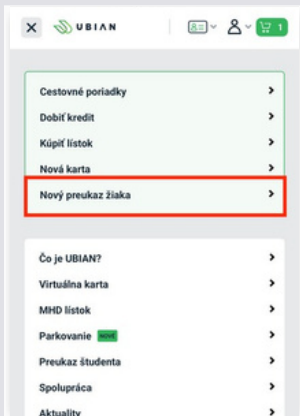 UBIAN
1
Cestovné poriadky
Dobiť kredit
Kúpiť lístok
Nová karta
Nový preukaz žiaka
Čo je UBIAN?
Virtuálna karta
MHD lístok
Parkovanie NOVÉ
Preukaz študenta
Spolupráca
Aktuality